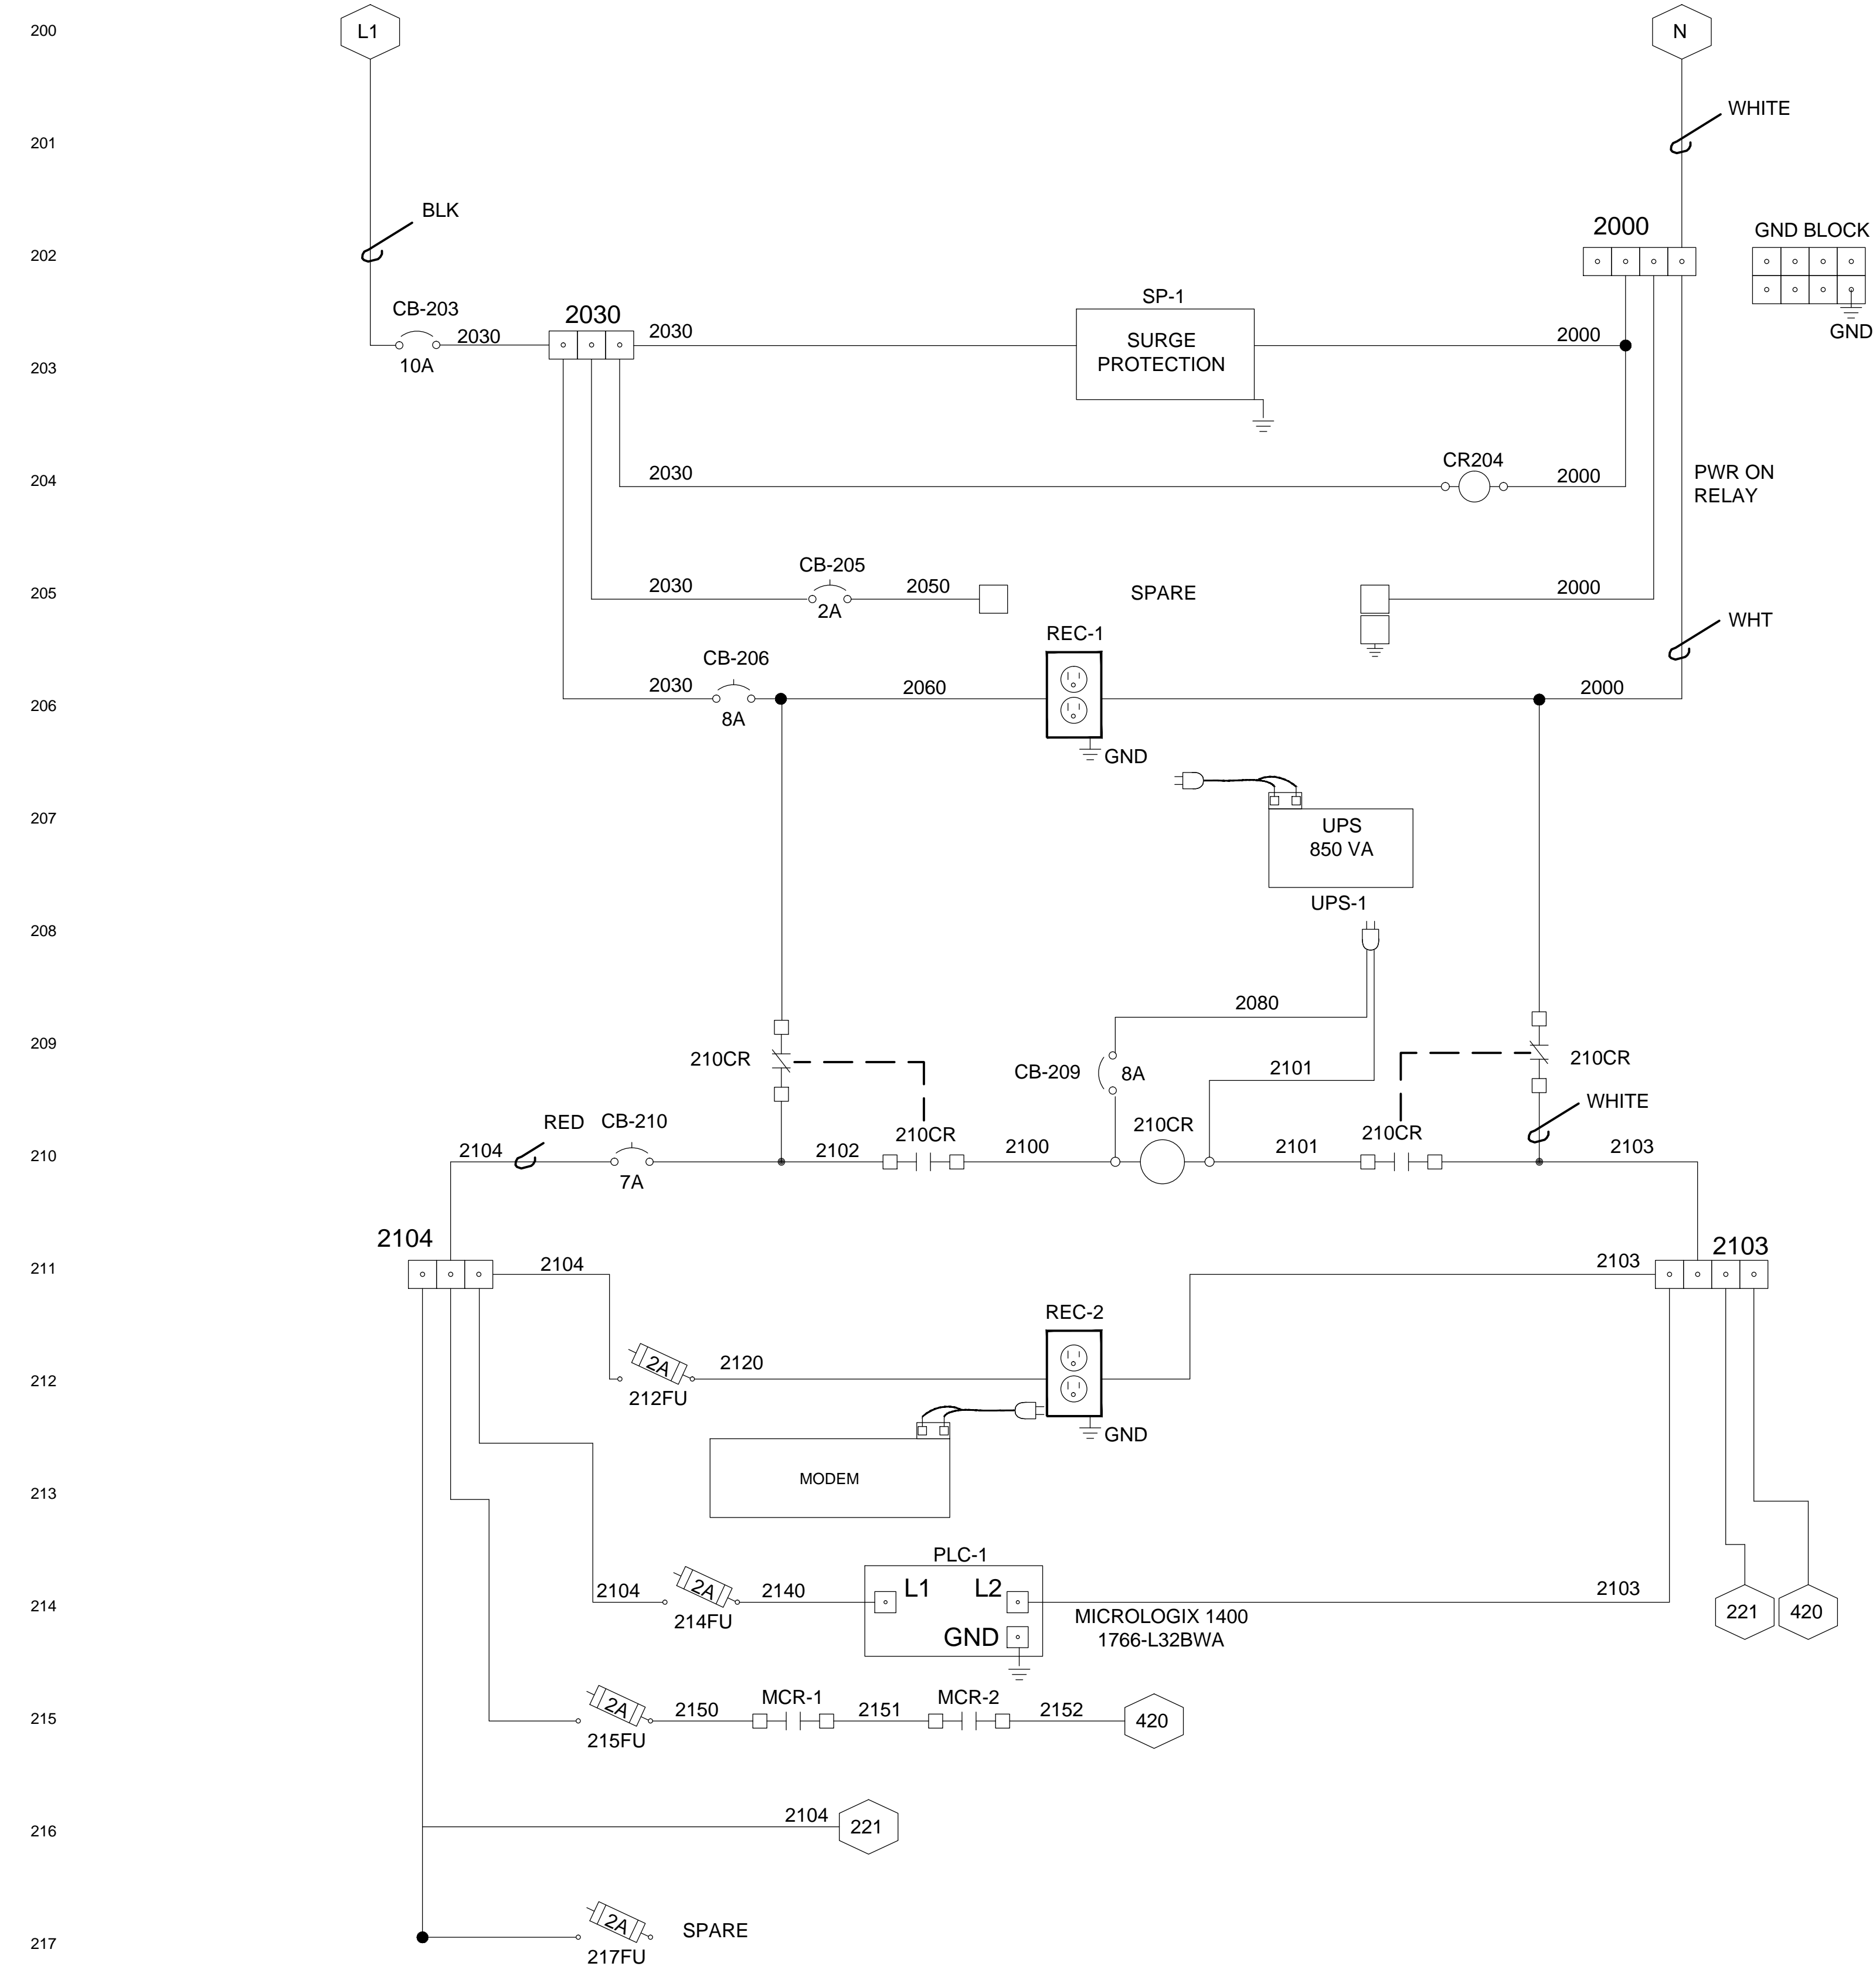 200
L1
N
WHITE
201
BLK
2000
GND BLOCK
202
CB-203
2030
2030
10A
2030
SP-1
SURGE
PROTECTION
2000
GND
203
2030
CR204
2000
PWR ON
RELAY
204
CB-205
2030
2050
2A
SPARE
2000
205
REC-1
WHT
CB-206
2030
2060
2000
8A
206
GND
UPS
850 VA
207
UPS-1
208
2080
209
210CR
CB-209
8A
2101
210CR
WHITE
RED
CB-210
210CR
210CR
210CR
2104
2102
2100
2101
2103
210
7A
2104
2103
2104
2103
211
REC-2
2A
2120
212
212FU
GND
MODEM
213
PLC-1
2104
2A
2140
L1
L2
2103
214
214FU
MICROLOGIX 1400
1766-L32BWA
GND
221
420
2A
2150
MCR-1
2151
MCR-2
2152
420
215
215FU
2104
221
216
2A
SPARE
217
217FU